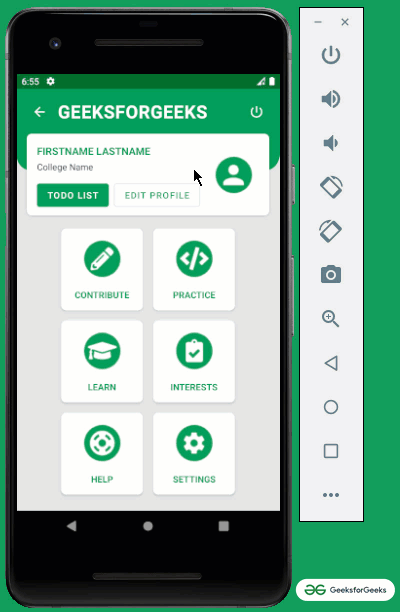 6:55
GEEKSFORGEEKS
FIRSTNAME LASTNAME
College Name
TODO LIST
EDIT PROFILE
CONTRIBUTE
PRACTICE
LEARN
INTERESTS
HELP
SETTINGS
GeeksforGeeks